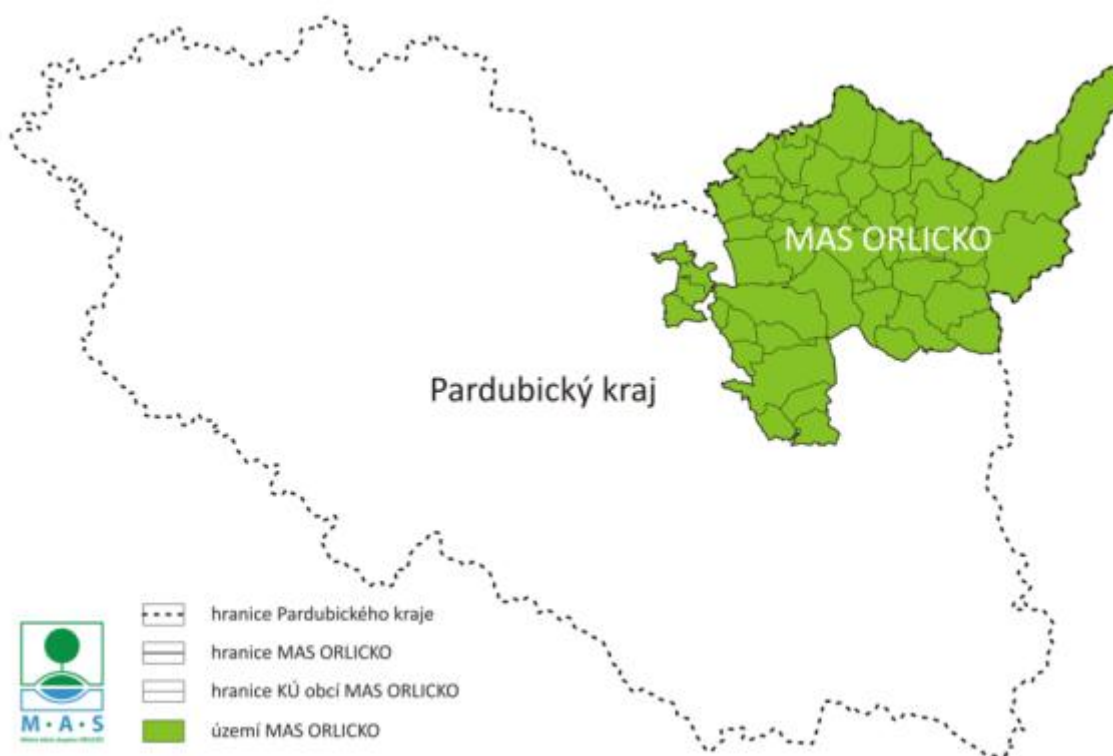 MAS ORLICKO
Pardubický kraj
hranice Pardubického kraje
hranice MAS ORLICKO
hranice KÚ obcí MAS ORLICKO
území MAS ORLICKO
M·A·S